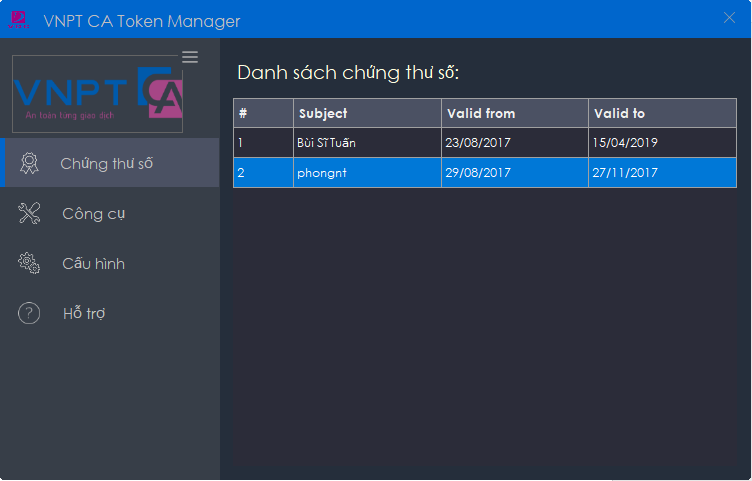 VNPT CA Token Manager
VNPT CA
An toàn từng giao dịch
Chứng thư số
Công cụ
Cấu hình
Hỗ trợ
Danh sách chứng thư số:
# Subject Valid from Valid to
1 Bùi STTuấn 23/08/2017 15/04/2019
2 phongnt 29/08/2017 27/11/2017